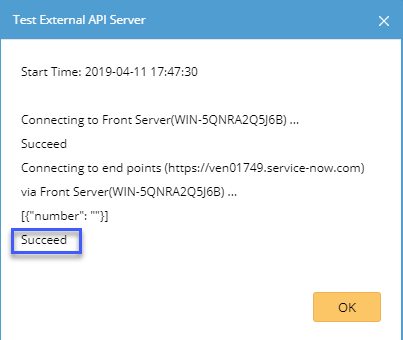 Test External API Server
Start Time: 2019-04-11 17:47:30
Connecting to Front Server(WIN-5QNRA2Q5J6B) ...
Succeed
Connecting to end points (https://ven01749.service-now.com)
via Front Server(WIN-5QNRA2Q5J6B) ...
[{"number": ""}]
Succeed
OK